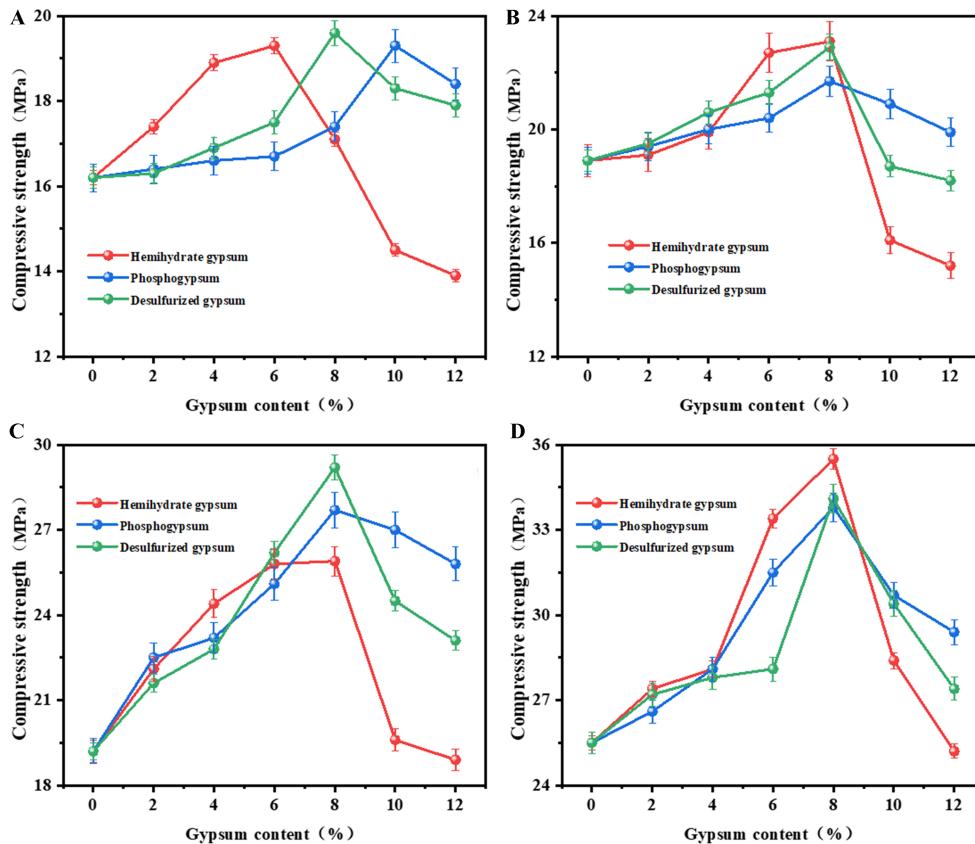 A
20
18
16
14
12
Compressive strength（MPa）
Hemihydrate gypsum
Phosphogypsum
Desulfurized gypsum
0 2 4 6 8 10 12
Gypsum content（%）
B
24
20
16
12
Compressive strength（MPa）
Hemihydrate gypsum
Phosphogypsum
Desulfurized gypsum
0 2 4 6 8 10 12
Gypsum content（%）
C
30
27
24
21
18
Compressive strength（MPa）
Hemihydrate gypsum
Phosphogypsum
Desulfurized gypsum
0 2 4 6 8 10 12
Gypsum content（%）
D
36
33
30
27
24
Compressive strength（MPa）
Hemihydrate gypsum
Phosphogypsum
Desulfurized gypsum
0 2 4 6 8 10 12
Gypsum content（%）